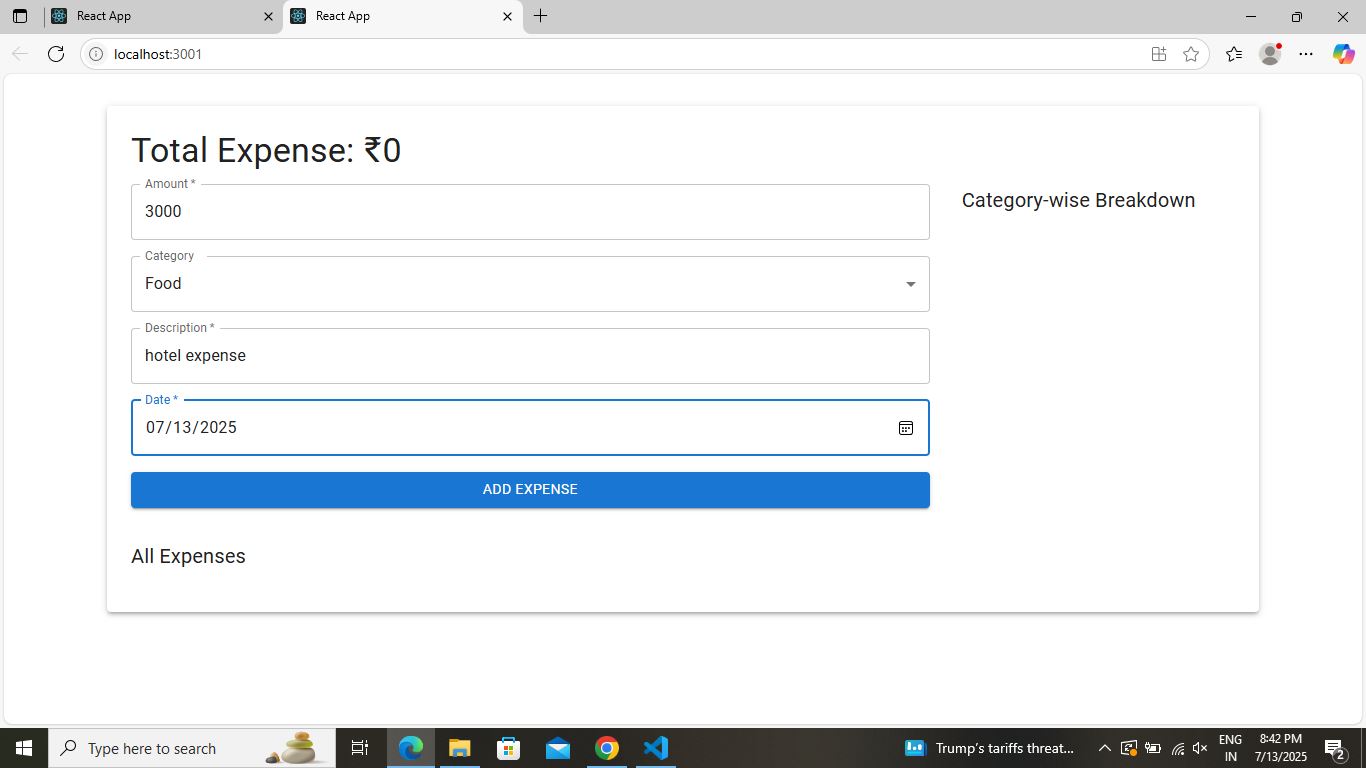 React App
React App
localhost:3001
Total Expense: ₹0
Amount *
3000
Category-wise Breakdown
Category
Food
Description *
hotel expense
Date *
07/13/2025
ADD EXPENSE
All Expenses
Type here to search
Trump's tariffs threat...
ENG
IN
8:42 PM
7/13/2025
2